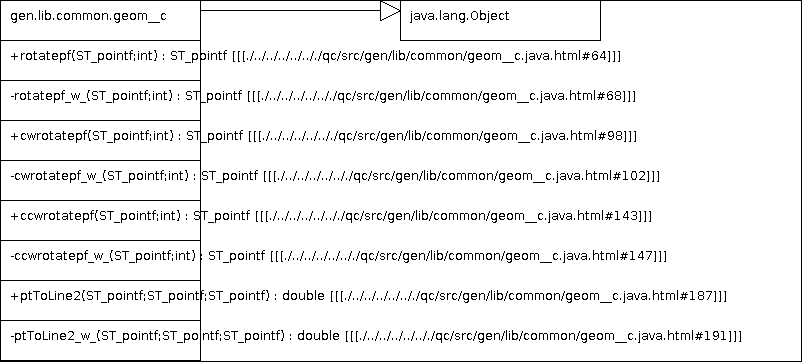 gen.lib.common.geom__c
java.lang.Object
+rotatepf(ST_pointf;int) : ST_pointf [[[./../../../../../../qc/src/gen/lib/common/geom__c.java.html#64]]]
-rotatepf_w_(ST_pointf;int) : ST_pointf [[[./../../../../../../qc/src/gen/lib/common/geom__c.java.html#68]]]
+cwrotatepf(ST_pointf;int) : ST_pointf [[[./../../../../../../qc/src/gen/lib/common/geom__c.java.html#98]]]
-cwrotatepf_w_(ST_pointf;int) : ST_pointf [[[./../../../../../../qc/src/gen/lib/common/geom__c.java.html#102]]]
+ccwrotatepf(ST_pointf;int) : ST_pointf [[[./../../../../../../qc/src/gen/lib/common/geom__c.java.html#143]]]
-ccwrotatepf_w_(ST_pointf;int) : ST_pointf [[[./../../../../../../qc/src/gen/lib/common/geom__c.java.html#147]]]
+ptToLine2(ST_pointf;ST_pointf;ST_pointf) : double [[[./../../../../../../qc/src/gen/lib/common/geom__c.java.html#187]]]
-ptToLine2_w_(ST_pointf;ST_pointf;ST_pointf) : double [[[./../../../../../../qc/src/gen/lib/common/geom__c.java.html#191]]]